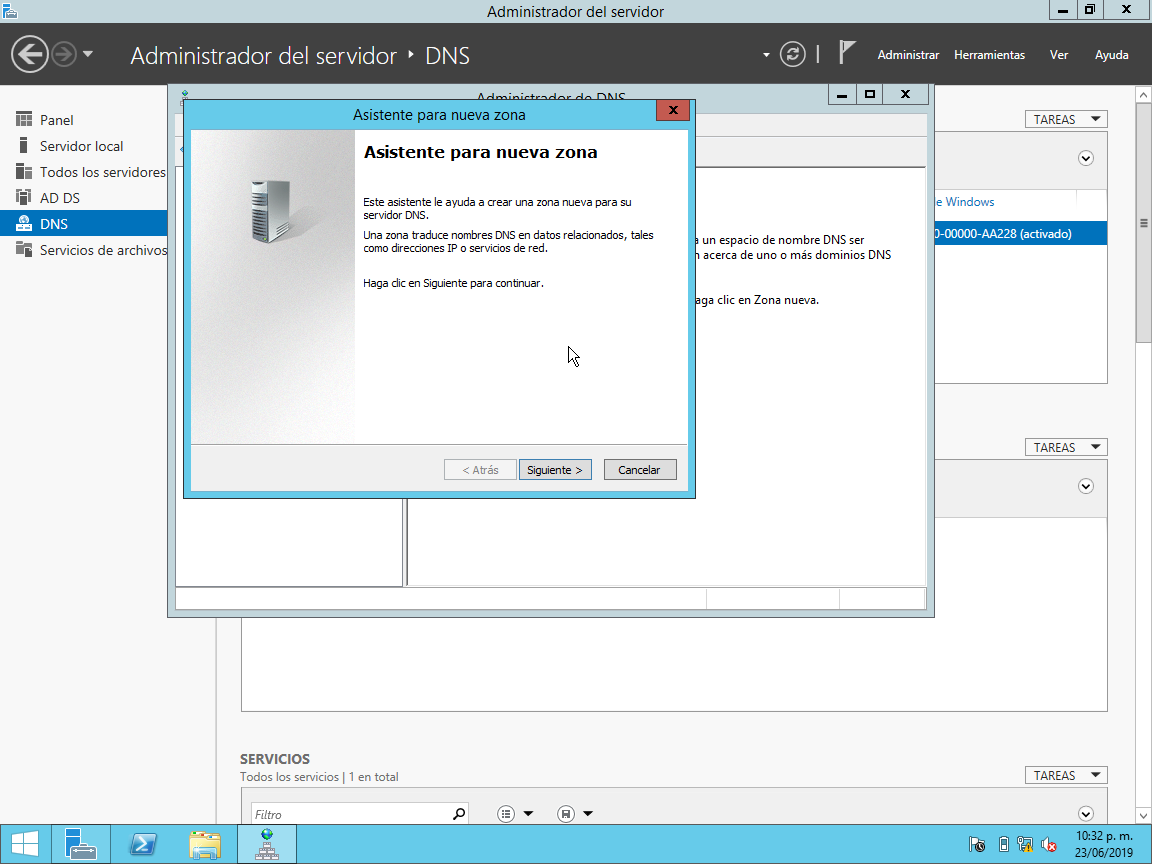 Administrador del servidor
Administrador del servidor ‣ DNS
Administrar Herramientas Ver Ayuda
Panel
Servidor local
Todos los servidores
AD DS
DNS
Servicios de archivos
Administrador de DNS
Asistente para nueva zona
Asistente para nueva zona
Este asistente le ayuda a crear una zona nueva para su
servidor DNS.
Una zona traduce nombres DNS en datos relacionados, tales
como direcciones IP o servicios de red.
Haga clic en Siguiente para continuar.
< Atrás Siguiente > Cancelar
a un espacio de nombre DNS ser
acerca de uno o más dominios DNS
aga clic en Zona nueva.
TAREAS
e Windows
0-00000-AA228 (activado)
TAREAS
SERVICIOS
Todos los servicios | 1 en total
TAREAS
Filtro
10:32 p. m.
23/06/2019